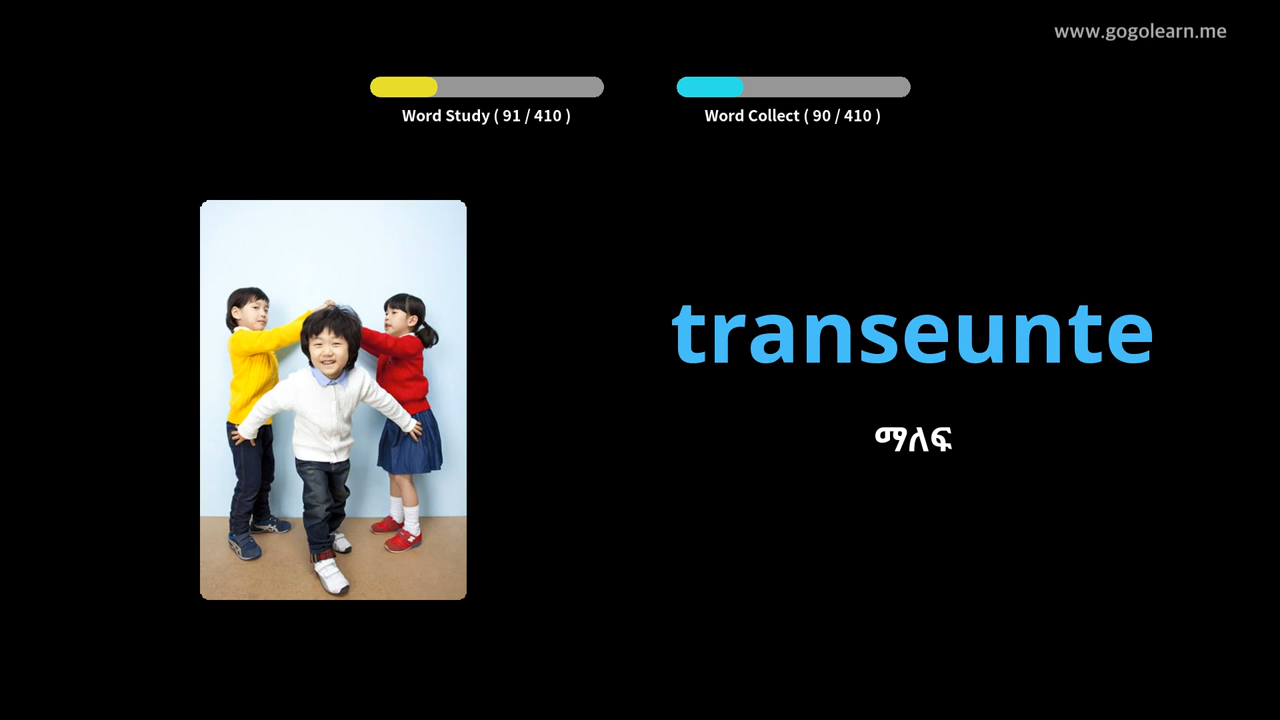 www.gogolearn.me
Word Study ( 91 / 410 )
Word Collect ( 90 / 410 )
transeunte
ማለፍ